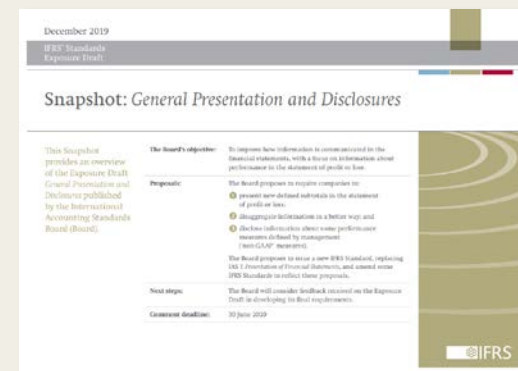 December 2019
IFRS® Standards
Exposure Draft
Snapshot: General Presentation and Disclosures
This Snapshot
provides an overview
of the Exposure Draft
General Presentation and
Disclosures published
by the International
Accounting Standards
Board (Board).
The Board's objective:
To improve how information is communicated in the
financial statements, with a focus on information about
performance in the statement of profit or loss.
Proposals:
The Board proposes to require companies to:
1 present new defined subtotals in the statement
of profit or loss;
2 disaggregate information in a better way; and
3 disclose information about some performance
measures defined by management
('non-GAAP' measures).
The Board proposes to issue a new IFRS Standard, replacing
IAS 1 Presentation of Financial Statements, and amend some
IFRS Standards to reflect these proposals.
Next steps:
The Board will consider feedback received on the Exposure
Draft in developing its final requirements.
Comment deadline:
30 June 2020
IFRS